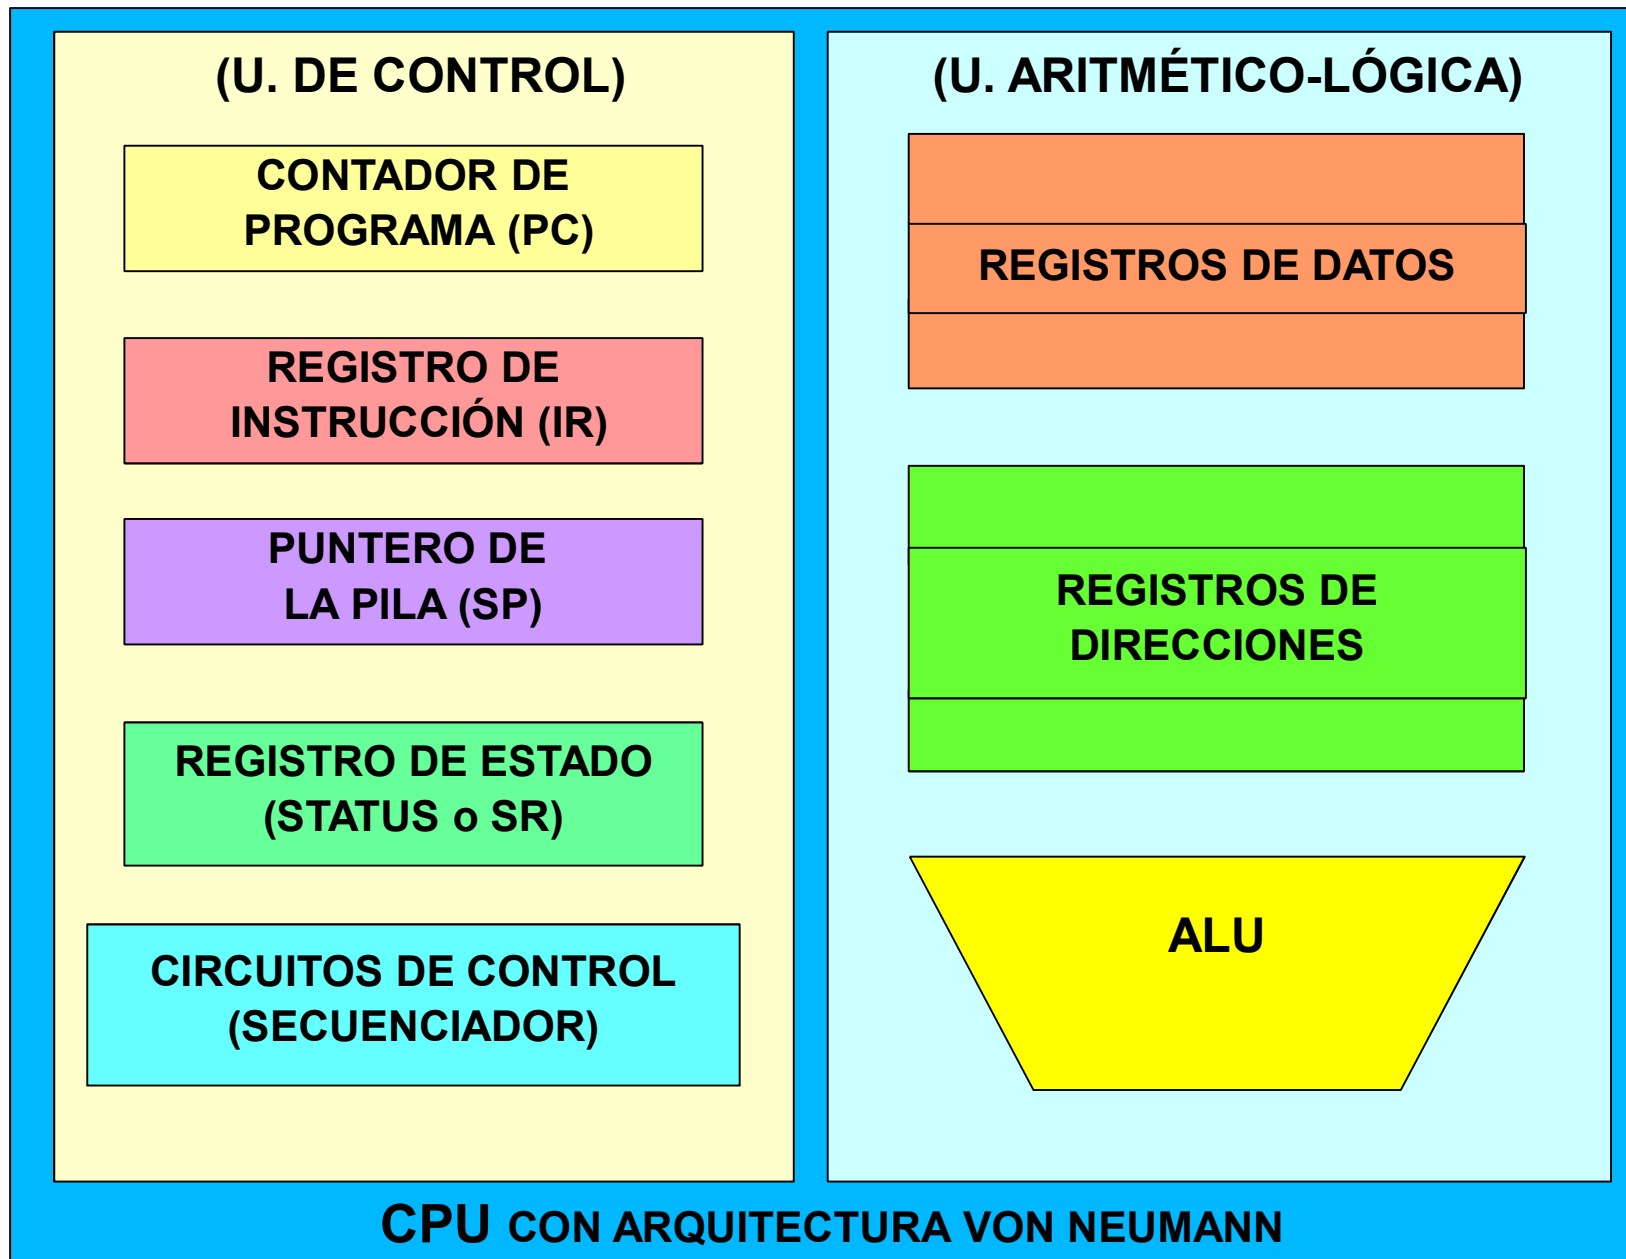 (U. DE CONTROL)
CONTADOR DE
PROGRAMA (PC)
REGISTRO DE
INSTRUCCIÓN (IR)
PUNTERO DE
LA PILA (SP)
REGISTRO DE ESTADO
(STATUS o SR)
CIRCUITOS DE CONTROL
(SECUENCIADOR)
(U. ARITMÉTICO-LÓGICA)
REGISTROS DE DATOS
REGISTROS DE
DIRECCIONES
ALU
CPU CON ARQUITECTURA VON NEUMANN